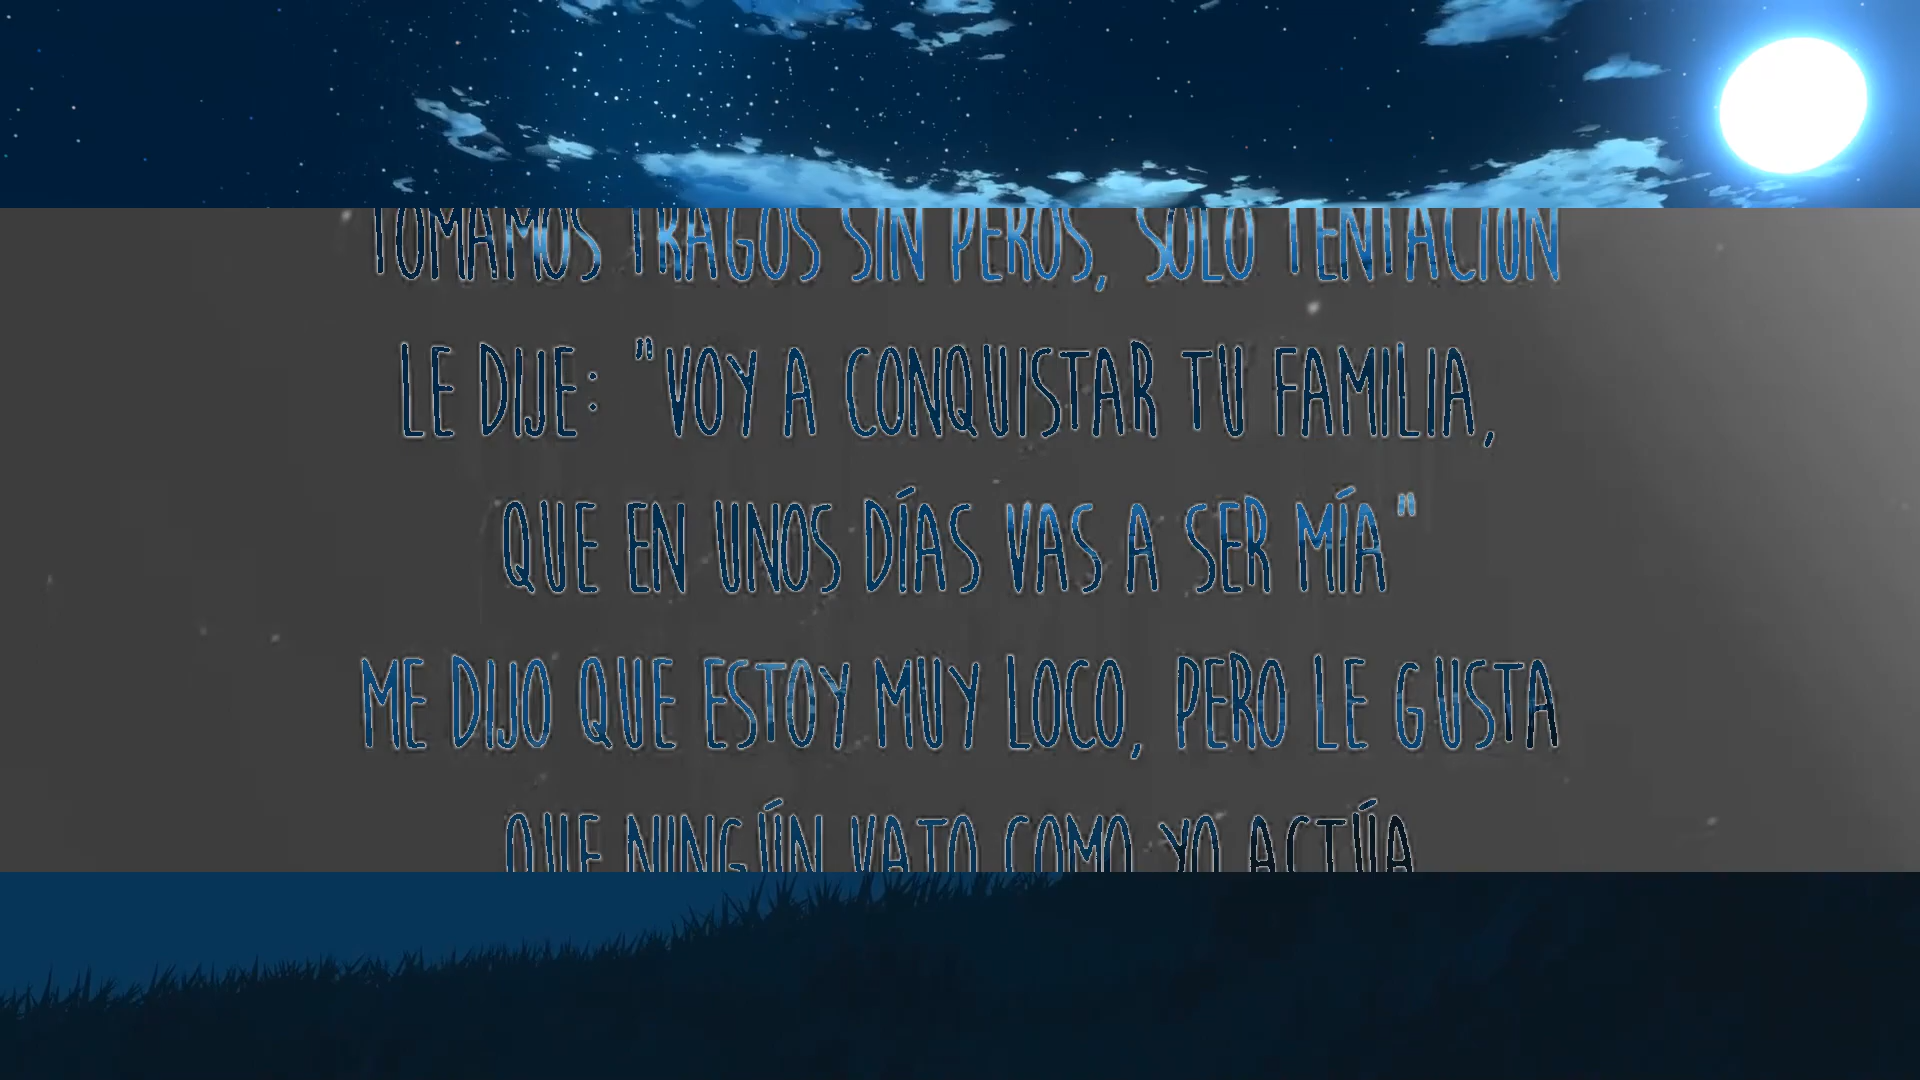 TOMAMOS TRAGOS SIN PEROS, SOLO TENTACIÓN
LE DIJE: "VOY A CONQUISTAR TU FAMILIA,
QUE EN UNOS DÍAS VAS A SER MÍA"
ME DIJO QUE ESTOY MUY LOCO, PERO LE GUSTA
QUE NINGÚN VATO COMO YO ACTÚA